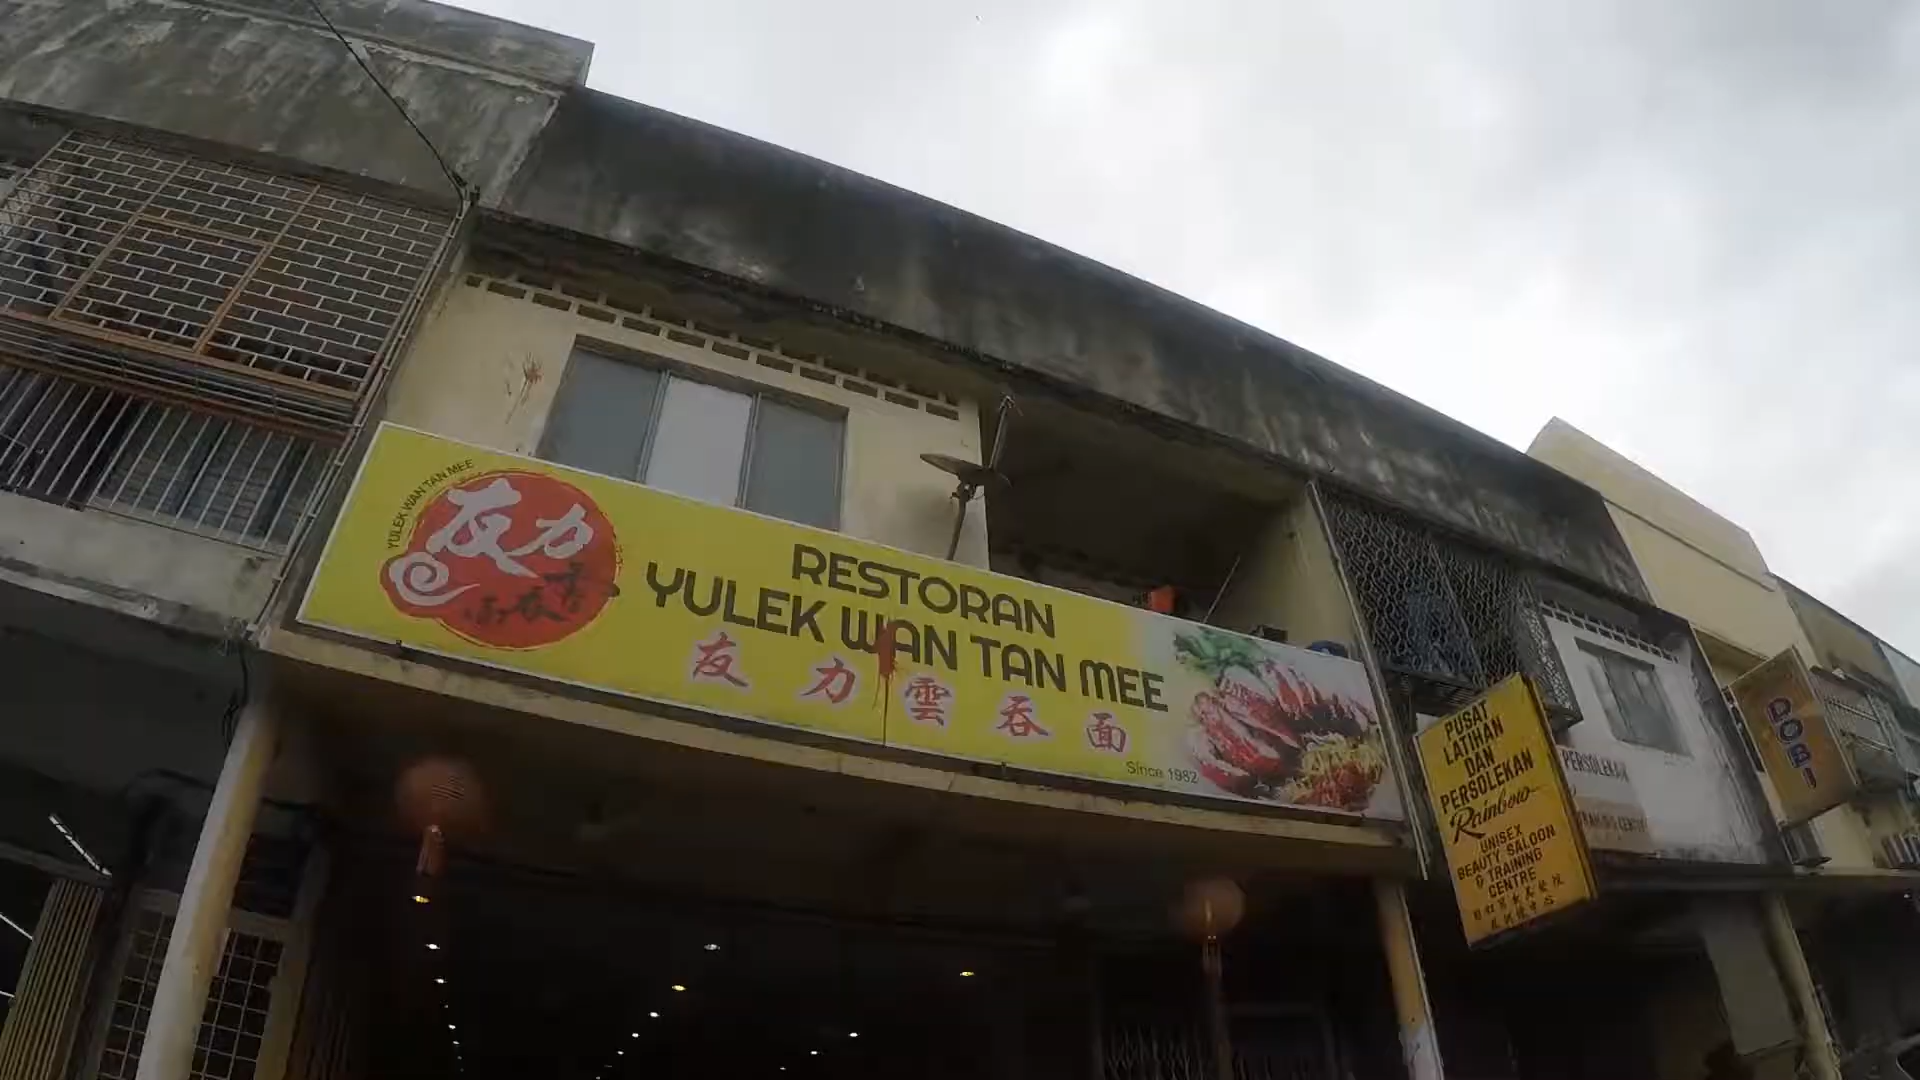 YULEK WAN TAN MEE
友力
RESTORAN
YULEK WAN TAN MEE
友力雲吞面
Since 1982
PUSAT
LATIHAN
DAN
PERSOLEKAN
Rainbow
UNISEX
BEAUTY SALOON
& TRAINING
CENTRE
PERSOLEKAN
DOBI